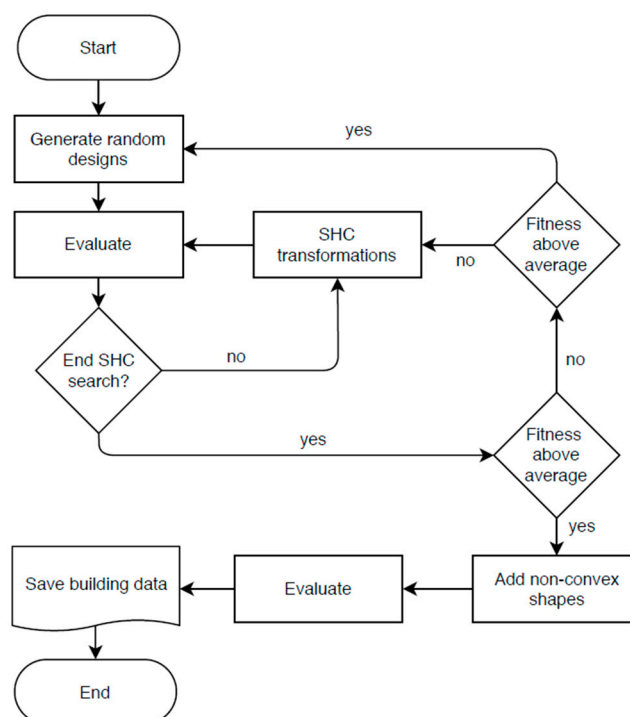 Start
yes
Generate random
designs
Fitness
above
average
Evaluate
SHC
transformations
no
End SHC
search?
no
no
yes
Fitness
above
average
yes
Save building data
Evaluate
Add non-convex
shapes
End